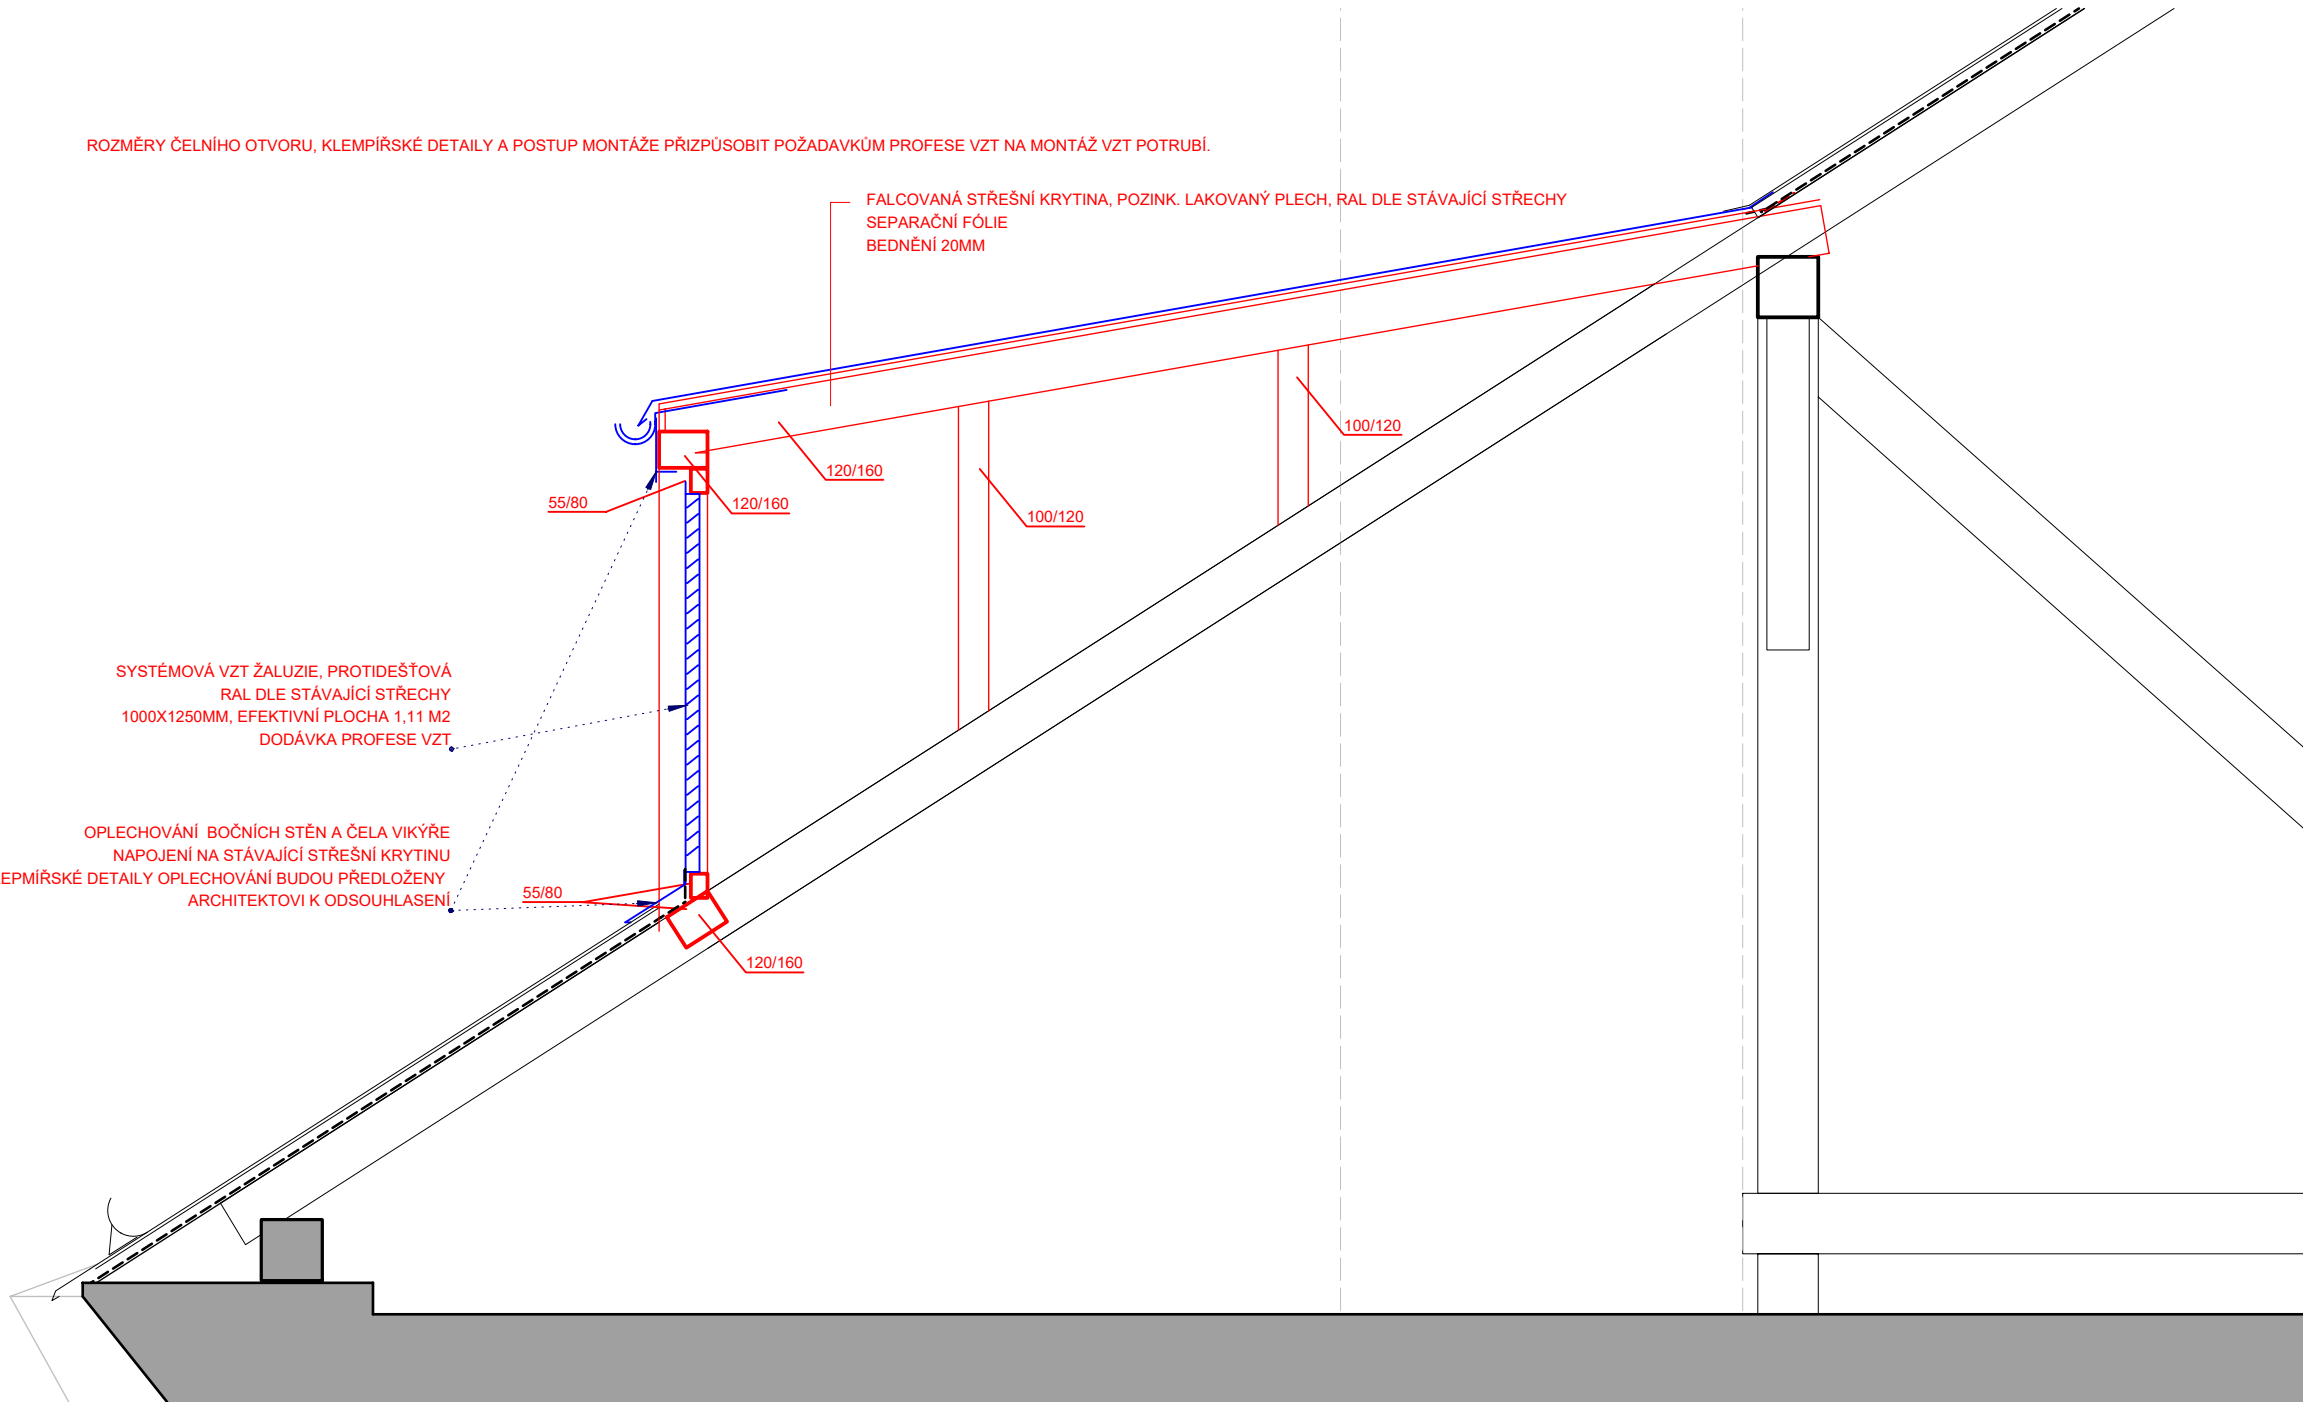 ROZMĚRY ČELNÍHO OTVORU, KLEMPÍŘSKÉ DETAILY A POSTUP MONTÁŽE PŘIZPŮSOBIT POŽADAVKŮM PROFESE VZT NA MONTÁŽ VZT POTRUBÍ.
FALCOVANÁ STŘEŠNÍ KRYTINA, POZINK. LAKOVANÝ PLECH, RAL DLE STÁVAJÍCÍ STŘECHY
SEPARAČNÍ FÓLIE
BEDNĚNÍ 20MM
100/120
120/160
55/80
120/160
100/120
SYSTÉMOVÁ VZT ŽALUZIE, PROTIDEŠŤOVÁ
RAL DLE STÁVAJÍCÍ STŘECHY
1000X1250MM, EFEKTIVNÍ PLOCHA 1,11 M2
DODÁVKA PROFESE VZT
OPLECHOVÁNÍ BOČNÍCH STĚN A ČELA VIKÝŘE
NAPOJENÍ NA STÁVAJÍCÍ STŘEŠNÍ KRYTINU
EPMÍŘSKÉ DETAILY OPLECHOVÁNÍ BUDOU PŘEDLOŽENY
ARCHITEKTOVI K ODSOUHLASENÍ
55/80
120/160